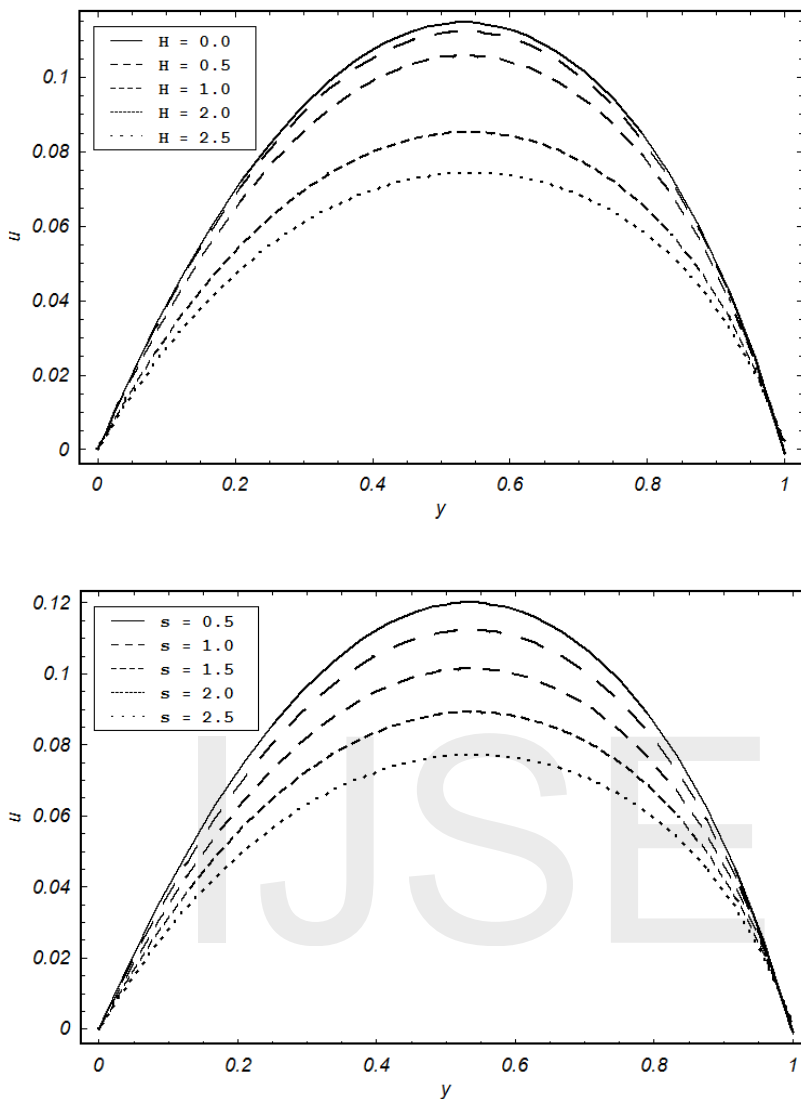 H = 0.0
H = 0.5
H = 1.0
H = 2.0
H = 2.5
0.1
0.08
0.06
0.04
0.02
0
u
0 0.2 0.4 0.6 0.8 1
y
s = 0.5
s = 1.0
s = 1.5
s = 2.0
s = 2.5
0.12
0.1
0.08
0.06
0.04
0.02
0
u
IJSE
0 0.2 0.4 0.6 0.8 1
y